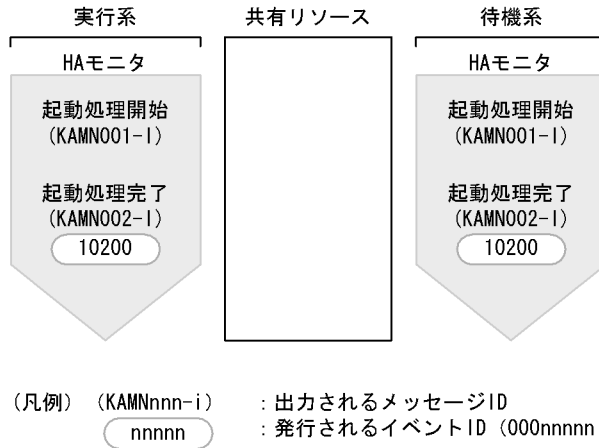 実行系 共有リソース 待機系
HAモニタ HAモニタ
起動処理開始 起動処理開始
(KAMN001-I) (KAMN001-I)
起動処理完了 起動処理完了
(KAMN002-I) (KAMN002-I)
10200 10200
(凡例) (KAMNnnn-i) :出力されるメッセージID
nnnnn :発行されるイベントID(000nnnnn